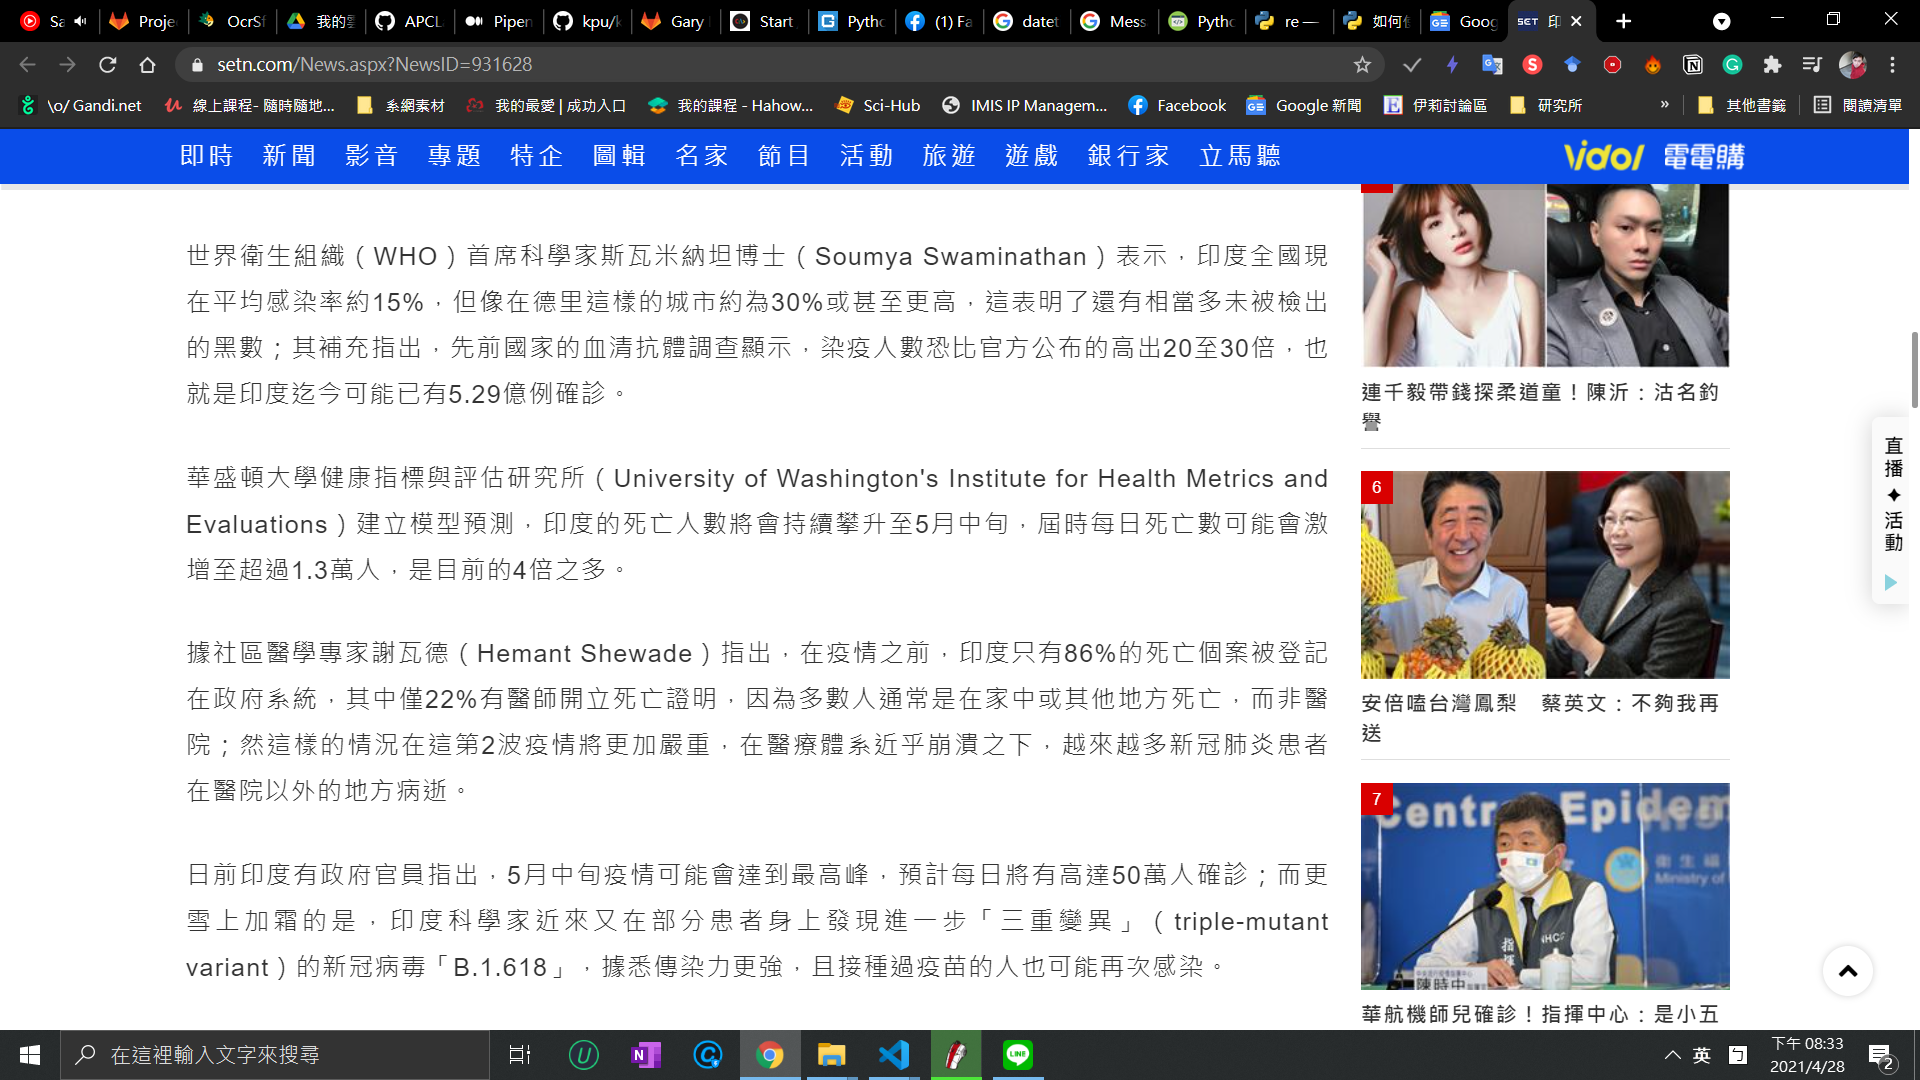 Sa
Proje
OcrSf
我的雲
APCL
Pipen
kpu/k
Gary
Start
Pytho
(1) Fa
datet
Mess
Pytho
re —
如何使
Goog
SET 印
setn.com/News.aspx?NewsID=931628
\o/ Gandi.net
線上課程- 隨時隨地...
系網素材
我的最愛 | 成功入口
我的課程 - Hahow...
Sci-Hub
IMIS IP Managem...
Facebook
Google 新聞
伊莉討論區
研究所
»
其他書籤
閱讀清單
即時 新聞 影音 專題 特企 圖輯 名家 節目 活動 旅遊 遊戲 銀行家 立馬聽
Vidol 電電購
世界衛生組織（WHO）首席科學家斯瓦米納坦博士（Soumya Swaminathan）表示，印度全國現
在平均感染率約15%，但像在德里這樣的城市約為30%或甚至更高，這表明了還有相當多未被檢出
的黑數；其補充指出，先前國家的血清抗體調查顯示，染疫人數恐比官方公布的高出20至30倍，也
就是印度迄今可能已有5.29億例確診。
華盛頓大學健康指標與評估研究所（University of Washington's Institute for Health Metrics and
Evaluations）建立模型預測，印度的死亡人數將會持續攀升至5月中旬，屆時每日死亡數可能會激
增至超過1.3萬人，是目前的4倍之多。
據社區醫學專家謝瓦德（Hemant Shewade）指出，在疫情之前，印度只有86%的死亡個案被登記
在政府系統，其中僅22%有醫師開立死亡證明，因為多數人通常是在家中或其他地方死亡，而非醫
院；然這樣的情況在這第2波疫情將更加嚴重，在醫療體系近乎崩潰之下，越來越多新冠肺炎患者
在醫院以外的地方病逝。
日前印度有政府官員指出，5月中旬疫情可能會達到最高峰，預計每日將有高達50萬人確診；而更
雪上加霜的是，印度科學家近來又在部分患者身上發現進一步「三重變異」（triple-mutant
variant）的新冠病毒「B.1.618」，據悉傳染力更強，且接種過疫苗的人也可能再次感染。
連千毅帶錢探柔道童！陳沂：沽名釣
譽
6
安倍嗑台灣鳳梨　蔡英文：不夠我再
送
7
Centr Epidem
衛生福
Ministry of
NHC
指揮
陳時中
華航機師兒確診！指揮中心：是小五
直播✦活動
在這裡輸入文字來搜尋
英
下午 08:33
2021/4/28
2